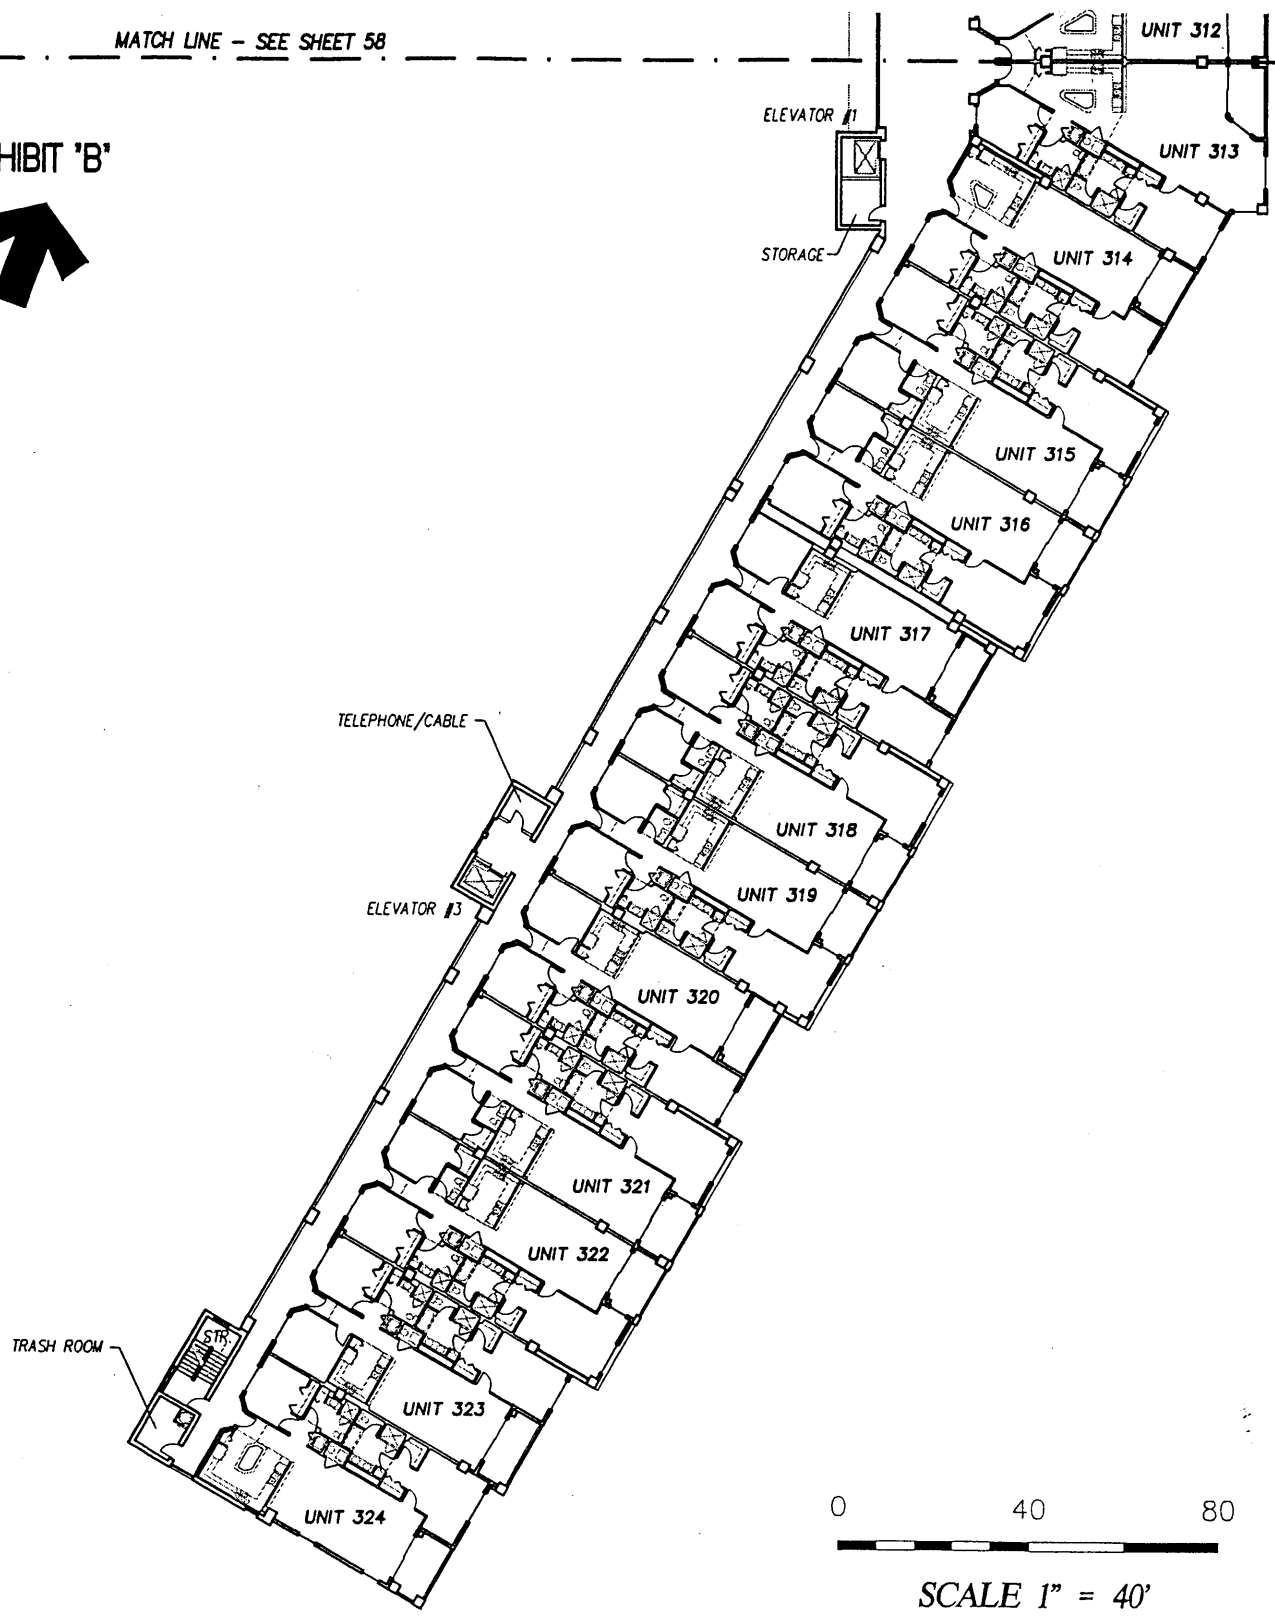 MATCH LINE - SEE SHEET 58
UNIT 312
ELEVATOR #1
HIBIT "B"
UNIT 313
STORAGE
UNIT 314
UNIT 315
UNIT 316
UNIT 317
TELEPHONE/CABLE
UNIT 318
UNIT 319
ELEVATOR #3
UNIT 320
UNIT 321
UNIT 322
STR.
TRASH ROOM
UNIT 323
UNIT 324
0 40 80
SCALE 1" = 40'